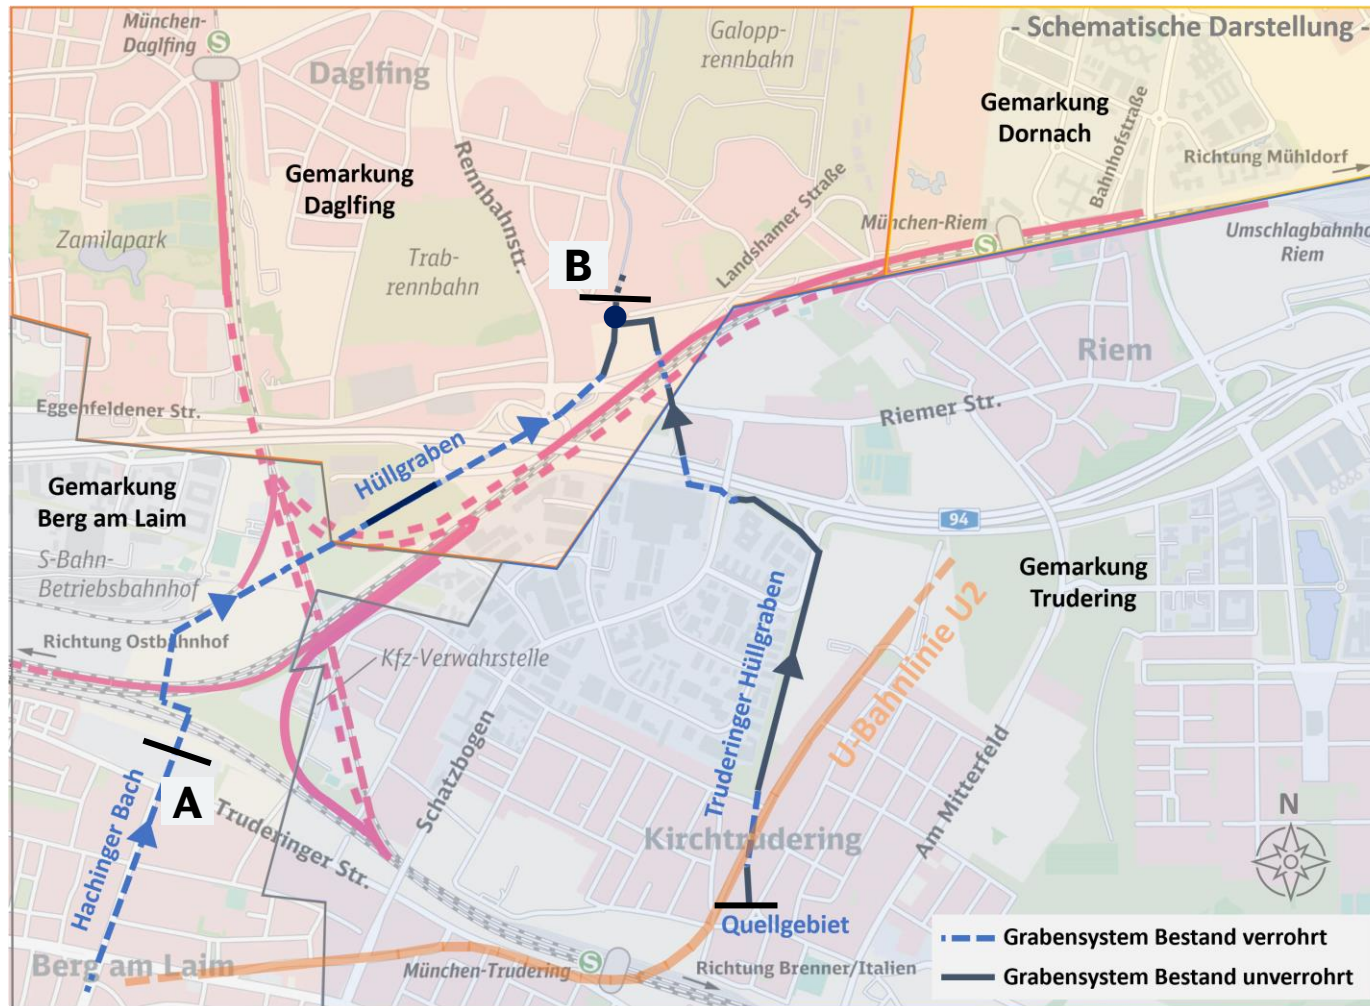 - Schematische Darstellung -
München-
Daglfing
S
Daglfing
Galopp-
rennbahn
Gemarkung
Dornach
Bahnhofstraße
Richtung Mühldorf
Gemarkung
Daglfing
Rennbahnstr.
Landshamer Straße
München-Riem
S
Umschlagbahnho
Riem
Zamilapark
Trab-
rennbahn
B
Riem
Eggenfeldener Str.
Riemer Str.
Hüllgraben
Gemarkung
Berg am Laim
94
S-Bahn-
Betriebsbahnhof
Gemarkung
Trudering
Richtung Ostbahnhof
Kfz-Verwahrstelle
Truderinger Hüllgraben
U-Bahnlinie U2
Schatzbogen
Am Mitterfeld
A
Hachinger Bach
Truderinger Str.
Kirchtrudering
N
Quellgebiet
Berg am Laim
München-Trudering
S
Richtung Brenner/Italien
Grabensystem Bestand verrohrt
Grabensystem Bestand unverrohrt